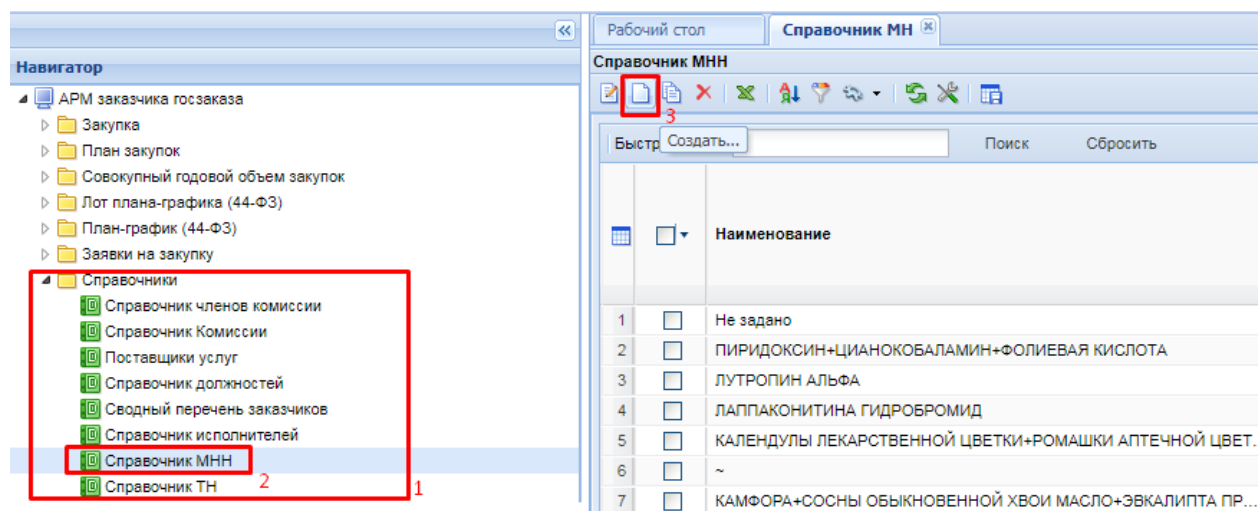 Навигатор
АРМ заказчика госзаказа
Закупка
План закупок
Совокупный годовой объем закупок
Лот плана-графика (44-ФЗ)
План-график (44-ФЗ)
Заявки на закупку
Справочники
Справочник членов комиссии
Справочник Комиссии
Поставщики услуг
Справочник должностей
Сводный перечень заказчиков
Справочник исполнителей
Справочник МНН
2
Справочник ТН
1
Рабочий стол Справочник МН
Справочник МНН
3
Быстр Создать... Поиск Сбросить
Наименование
1 Не задано
2 ПИРИДОКСИН+ЦИАНОКОБАЛАМИН+ФОЛИЕВАЯ КИСЛОТА
3 ЛУТРОПИН АЛЬФА
4 ЛАППАКОНИТИНА ГИДРОБРОМИД
5 КАЛЕНДУЛЫ ЛЕКАРСТВЕННОЙ ЦВЕТКИ+РОМАШКИ АПТЕЧНОЙ ЦВЕТ...
6 ~
7 КАМФОРА+СОСНЫ ОБЫКНОВЕННОЙ ХВОИ МАСЛО+ЭВКАЛИПТА ПР...